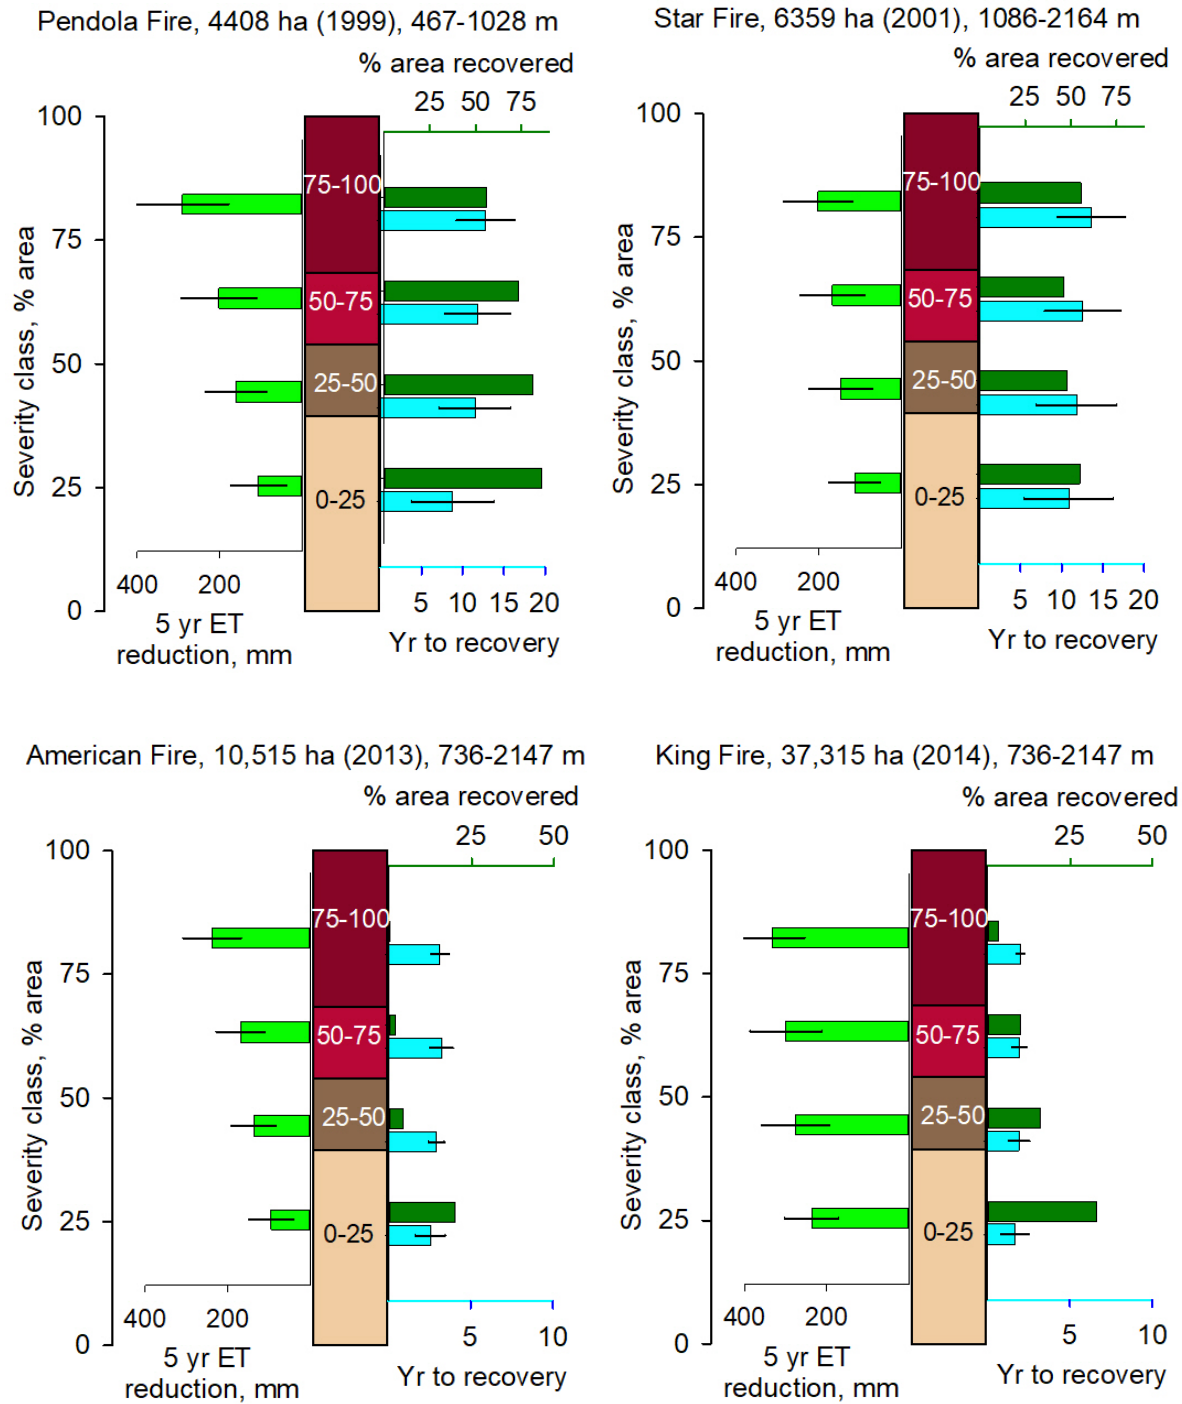 Pendola Fire, 4408 ha (1999), 467-1028 m
% area recovered
25 50 75
100
75
50
25
0
Severity class, % area
75-100
50-75
25-50
0-25
400 200
5 yr ET
reduction, mm
5 10 15 20
Yr to recovery
Star Fire, 6359 ha (2001), 1086-2164 m
% area recovered
25 50 75
100
75
50
25
0
Severity class, % area
75-100
50-75
25-50
0-25
400 200
5 yr ET
reduction, mm
5 10 15 20
Yr to recovery
American Fire, 10,515 ha (2013), 736-2147 m
% area recovered
25 50
100
75
50
25
0
Severity class, % area
75-100
50-75
25-50
0-25
400 200
5 yr ET
reduction, mm
5 10
Yr to recovery
King Fire, 37,315 ha (2014), 736-2147 m
% area recovered
25 50
100
75
50
25
0
Severity class, % area
75-100
50-75
25-50
0-25
400 200
5 yr ET
reduction, mm
5 10
Yr to recovery